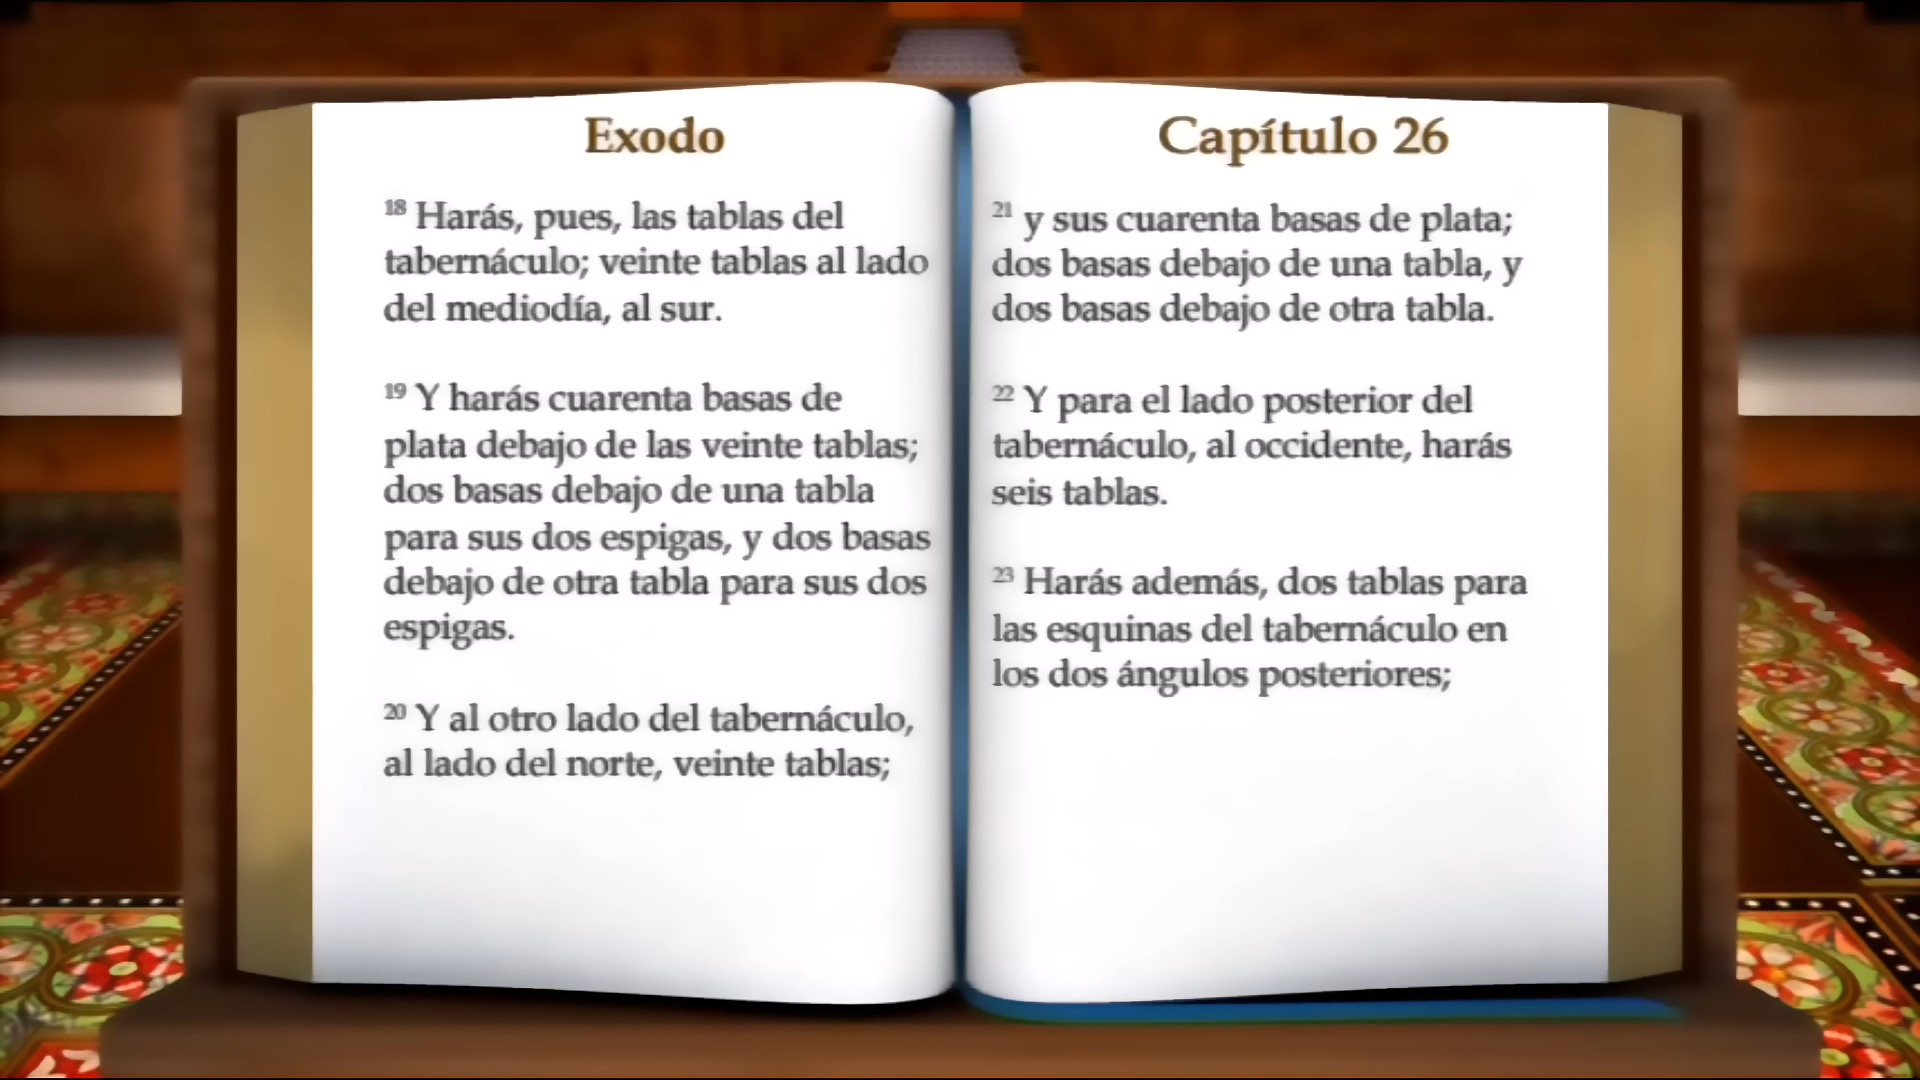 Exodo
18 Harás, pues, las tablas del
tabernáculo; veinte tablas al lado
del mediodía, al sur.
19 Y harás cuarenta basas de
plata debajo de las veinte tablas;
dos basas debajo de una tabla
para sus dos espigas, y dos basas
debajo de otra tabla para sus dos
espigas.
20 Y al otro lado del tabernáculo,
al lado del norte, veinte tablas;
Capítulo 26
21 y sus cuarenta basas de plata;
dos basas debajo de una tabla, y
dos basas debajo de otra tabla.
22 Y para el lado posterior del
tabernáculo, al occidente, harás
seis tablas.
23 Harás además, dos tablas para
las esquinas del tabernáculo en
los dos ángulos posteriores;